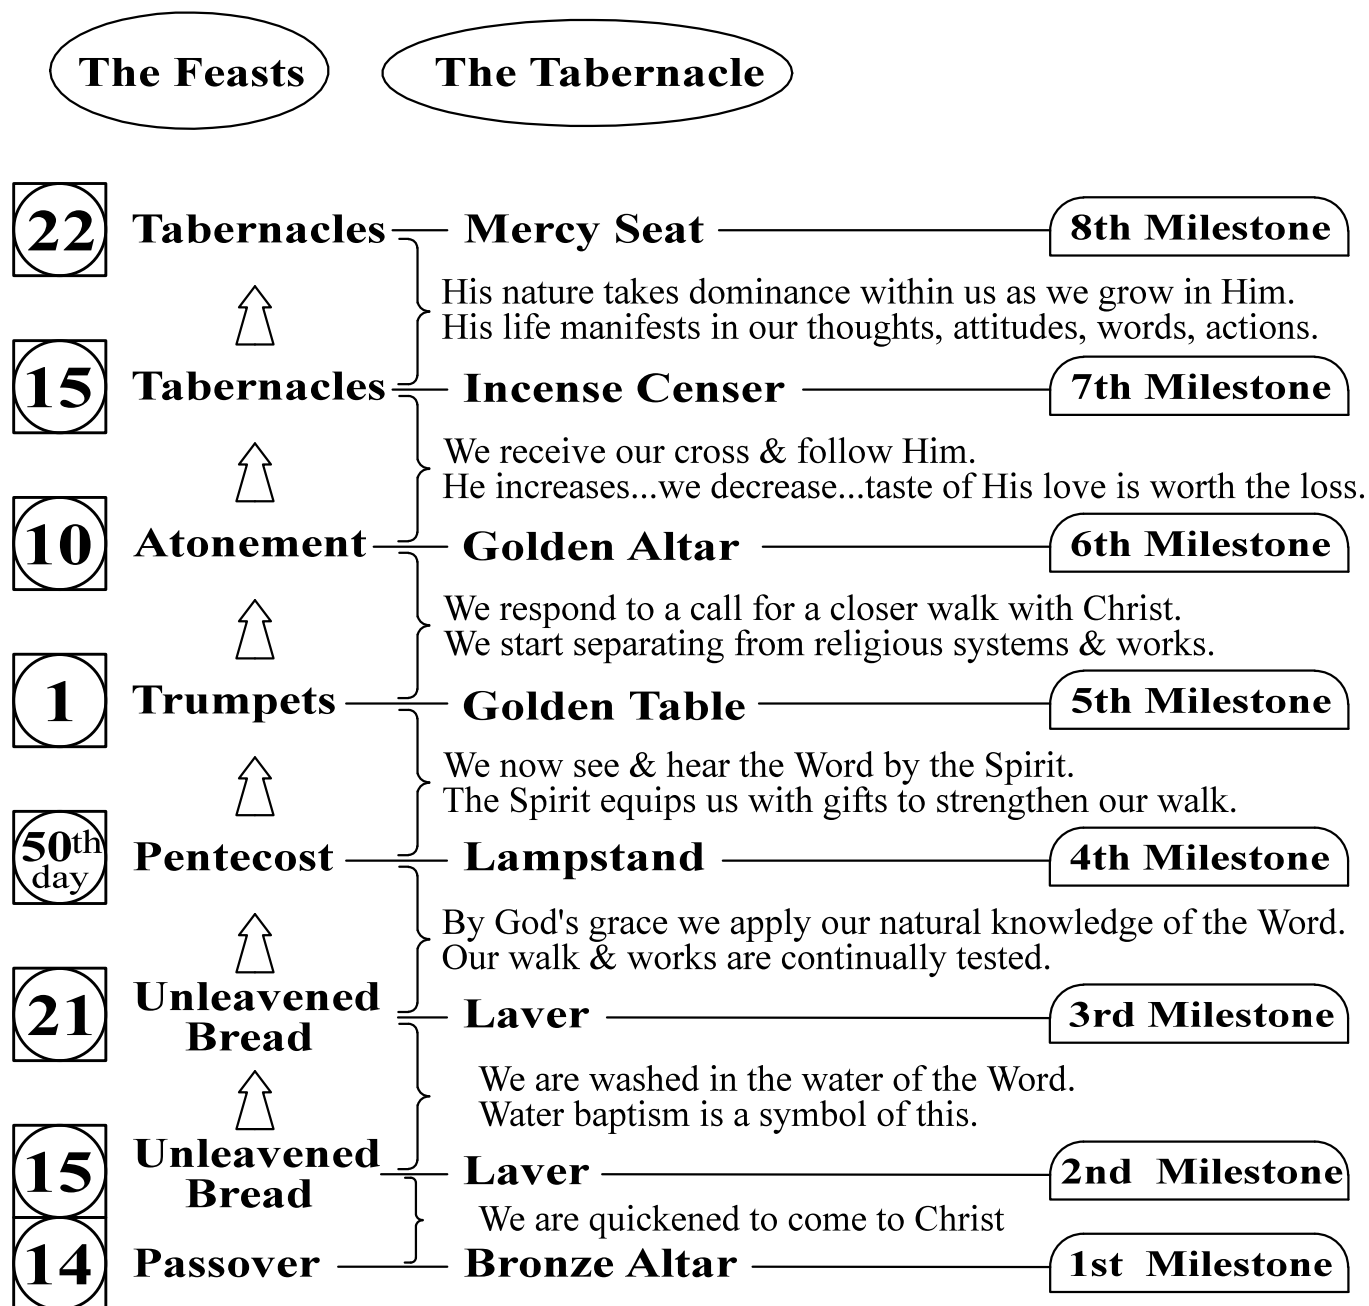 The Feasts The Tabernacle
22 Tabernacles Mercy Seat 8th Milestone
His nature takes dominance within us as we grow in Him.
His life manifests in our thoughts, attitudes, words, actions.
15 Tabernacles Incense Censer 7th Milestone
We receive our cross & follow Him.
He increases...we decrease...taste of His love is worth the loss.
10 Atonement Golden Altar 6th Milestone
We respond to a call for a closer walk with Christ.
We start separating from religious systems & works.
1 Trumpets Golden Table 5th Milestone
We now see & hear the Word by the Spirit.
The Spirit equips us with gifts to strengthen our walk.
50th
day
Pentecost Lampstand 4th Milestone
By God's grace we apply our natural knowledge of the Word.
Our walk & works are continually tested.
21 Unleavened
Bread
Laver 3rd Milestone
We are washed in the water of the Word.
Water baptism is a symbol of this.
15 Unleavened
Bread
Laver 2nd Milestone
We are quickened to come to Christ
14 Passover Bronze Altar 1st Milestone